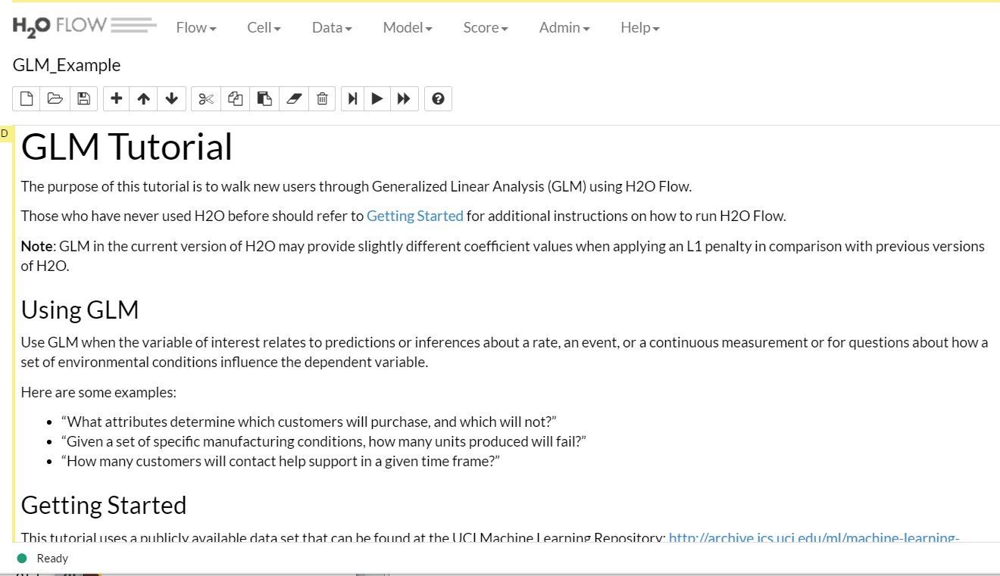 H2O FLOW Flow Cell Data Model Score Admin Help
GLM_Example
D
GLM Tutorial
The purpose of this tutorial is to walk new users through Generalized Linear Analysis (GLM) using H2O Flow.
Those who have never used H2O before should refer to Getting Started for additional instructions on how to run H2O Flow.
Note: GLM in the current version of H2O may provide slightly different coefficient values when applying an L1 penalty in comparison with previous versions
of H2O.
Using GLM
Use GLM when the variable of interest relates to predictions or inferences about a rate, an event, or a continuous measurement or for questions about how a
set of environmental conditions influence the dependent variable.
Here are some examples:
• “What attributes determine which customers will purchase, and which will not?”
• “Given a set of specific manufacturing conditions, how many units produced will fail?”
• “How many customers will contact help support in a given time frame?”
Getting Started
This tutorial uses a publicly available data set that can be found at the UCI Machine Learning Repository: http://archive.ics.uci.edu/ml/machine-learning-
Ready